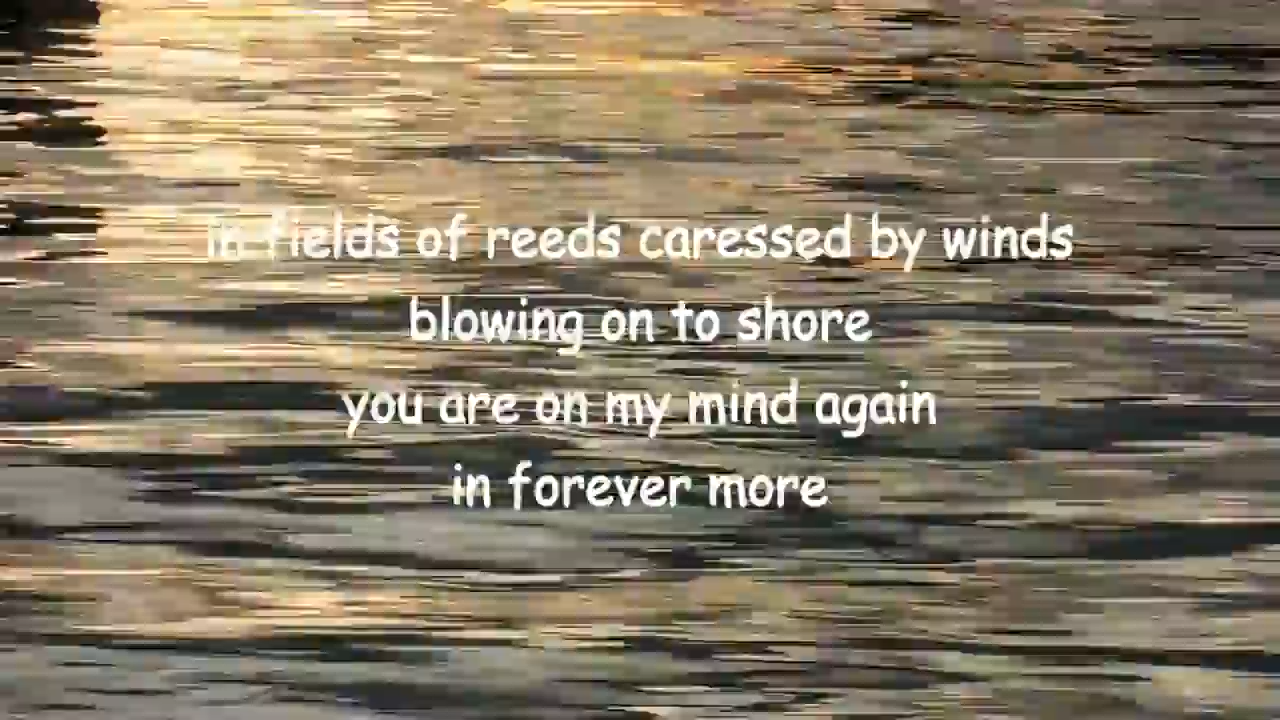 in fields of reeds caressed by winds
blowing on to shore
you are on my mind again
in forever more